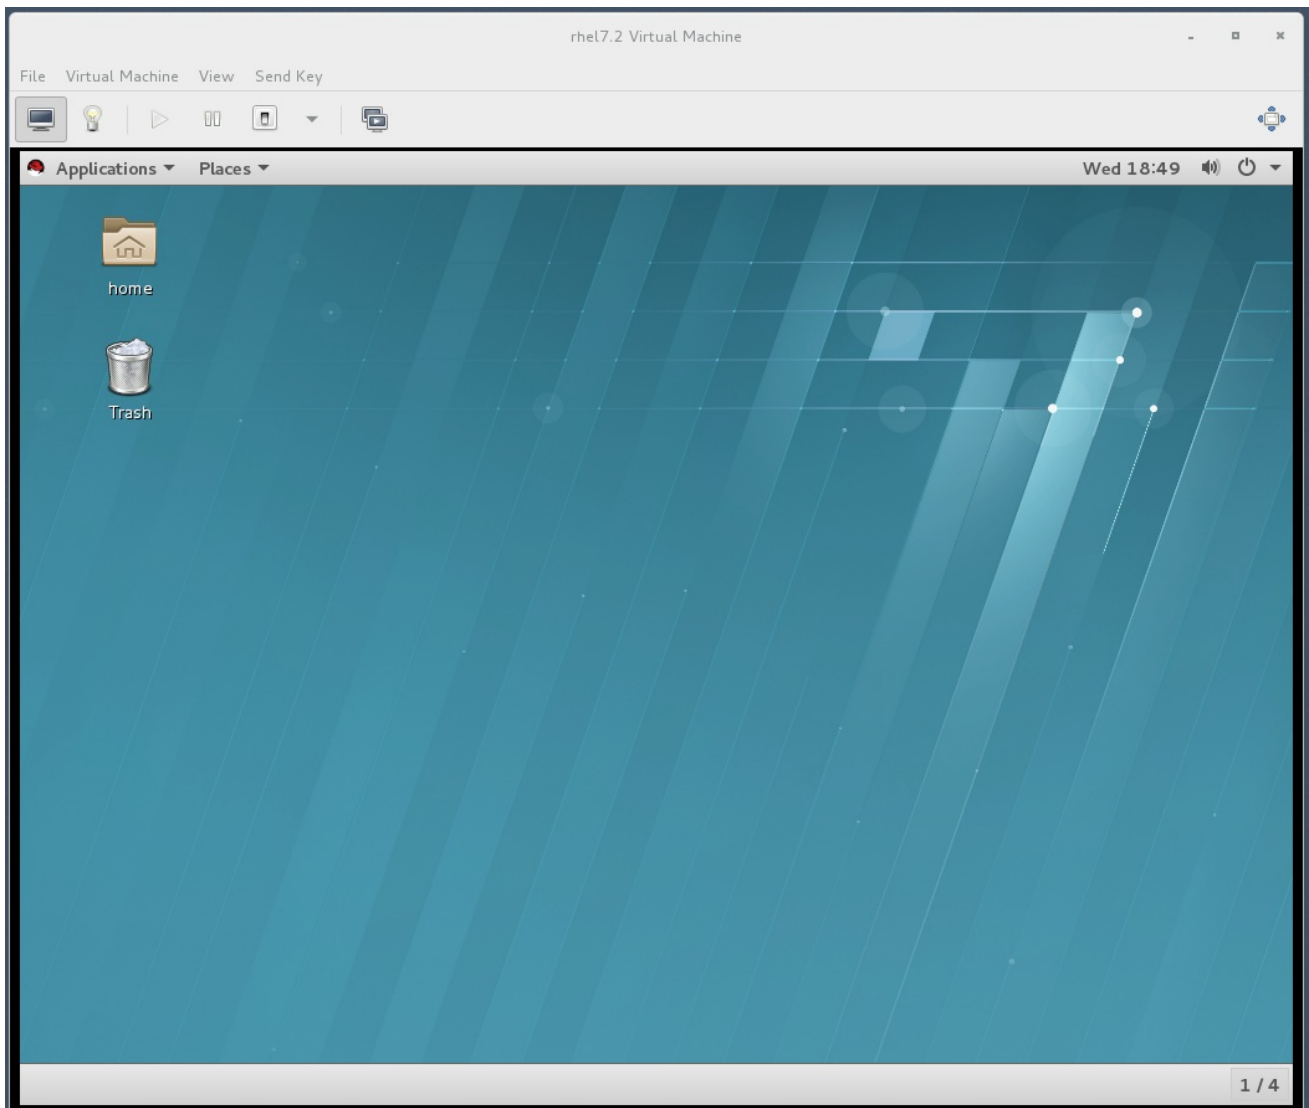 rhel7.2 Virtual Machine
File Virtual Machine View Send Key
Applications Places Wed 18:49
home
Trash
1 / 4